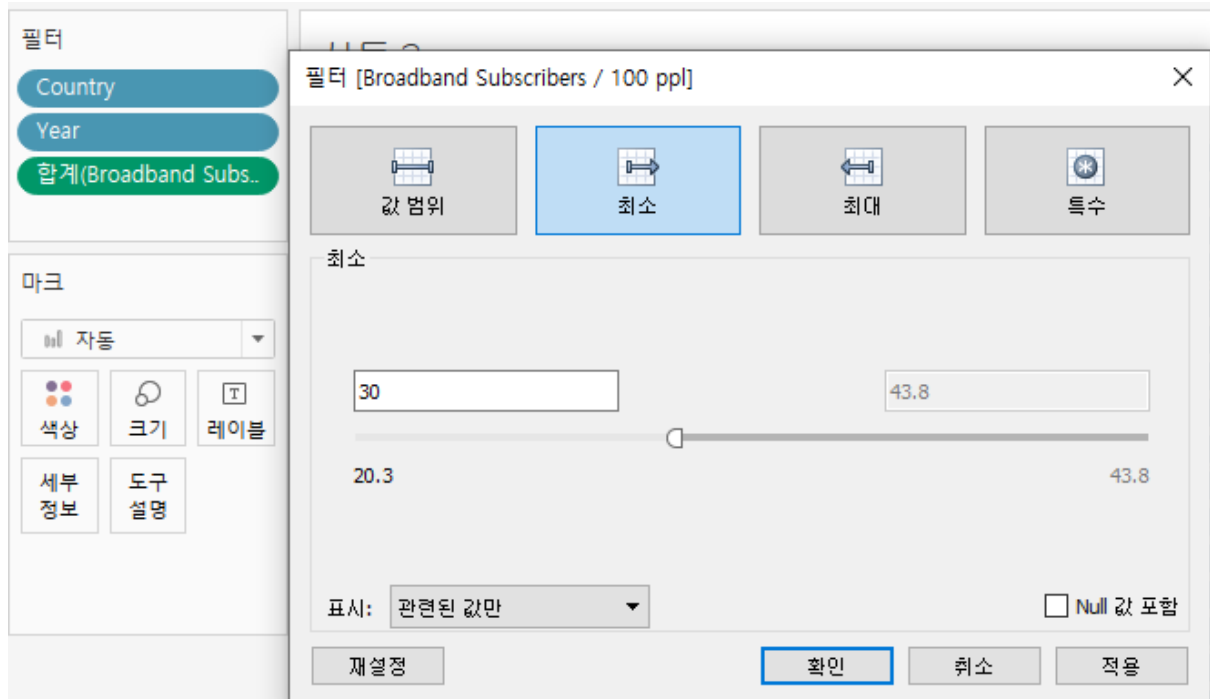 필터
Country
Year
합계(Broadband Subs..
마크
자동
색상
크기
레이블
세부
정보
도구
설명
필터 [Broadband Subscribers / 100 ppl]
값 범위
최소
최대
특수
최소
30
43.8
20.3
43.8
표시:
관련된 값만
Null 값 포함
재설정
확인
취소
적용